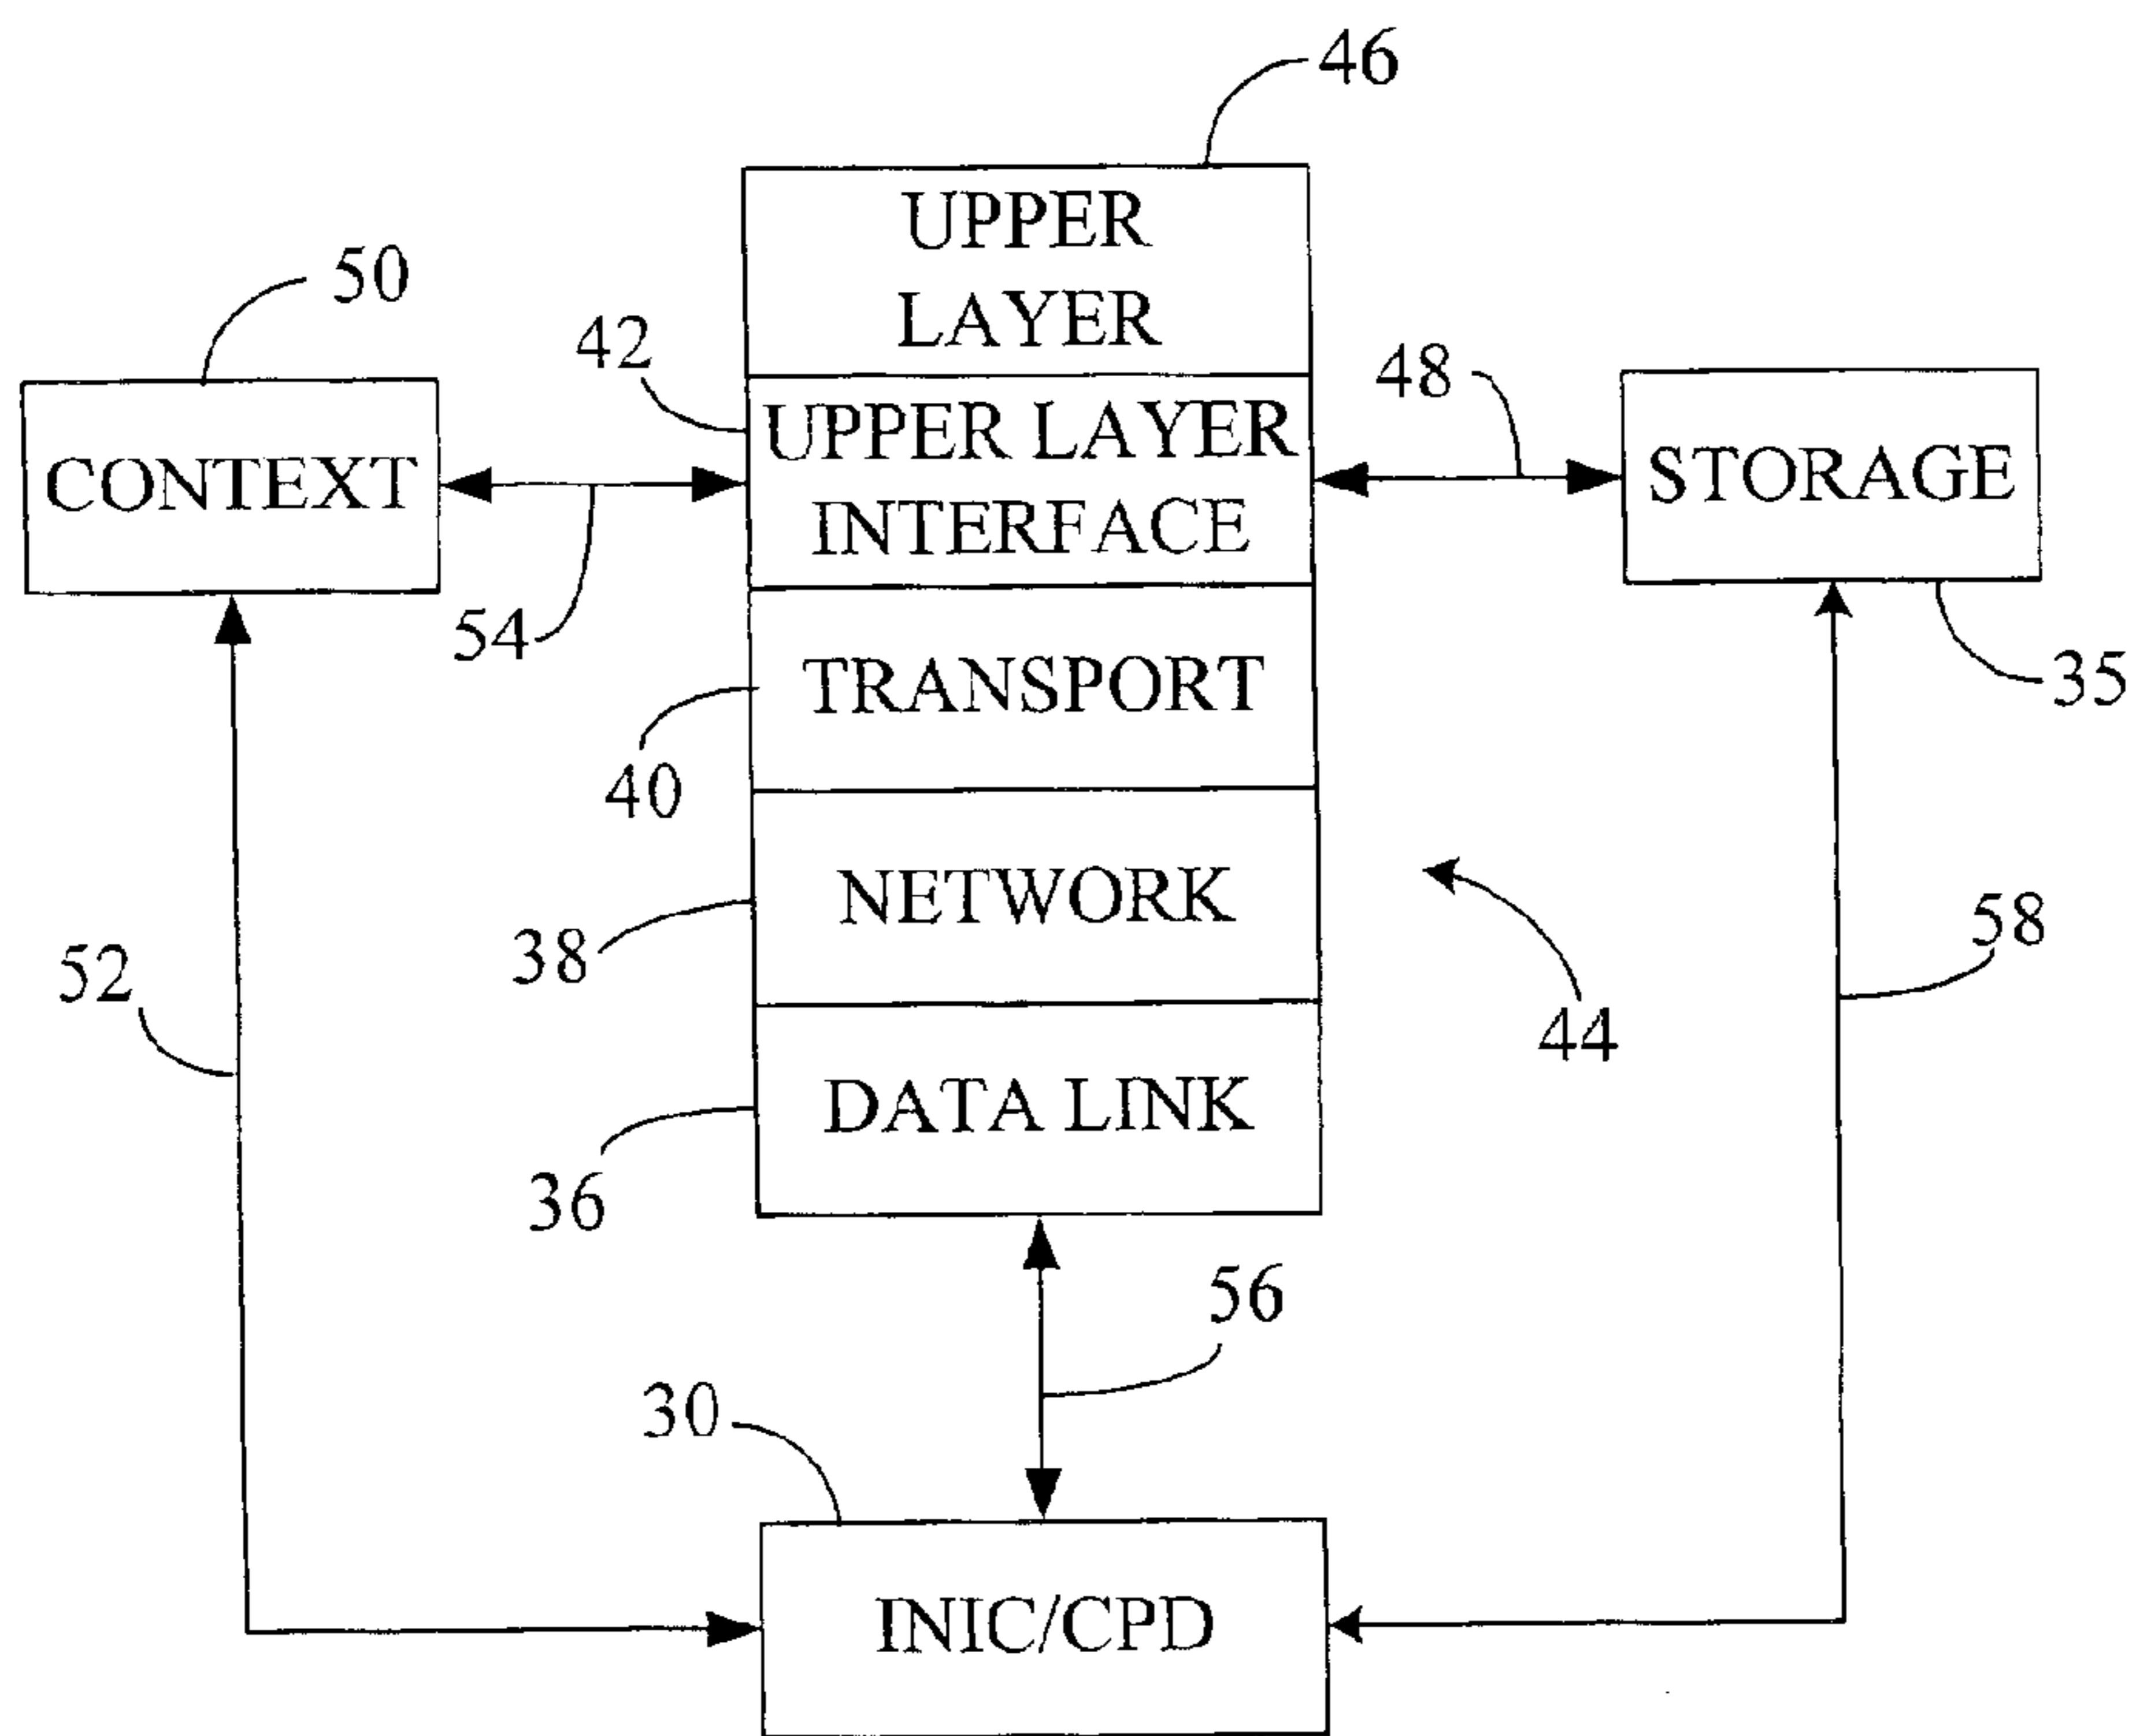 46
UPPER
LAYER
50
42
UPPER LAYER
INTERFACE
48
CONTEXT
STORAGE
54
35
TRANSPORT
40
NETWORK
38
52
58
44
DATA LINK
36
56
30
INIC/CPD